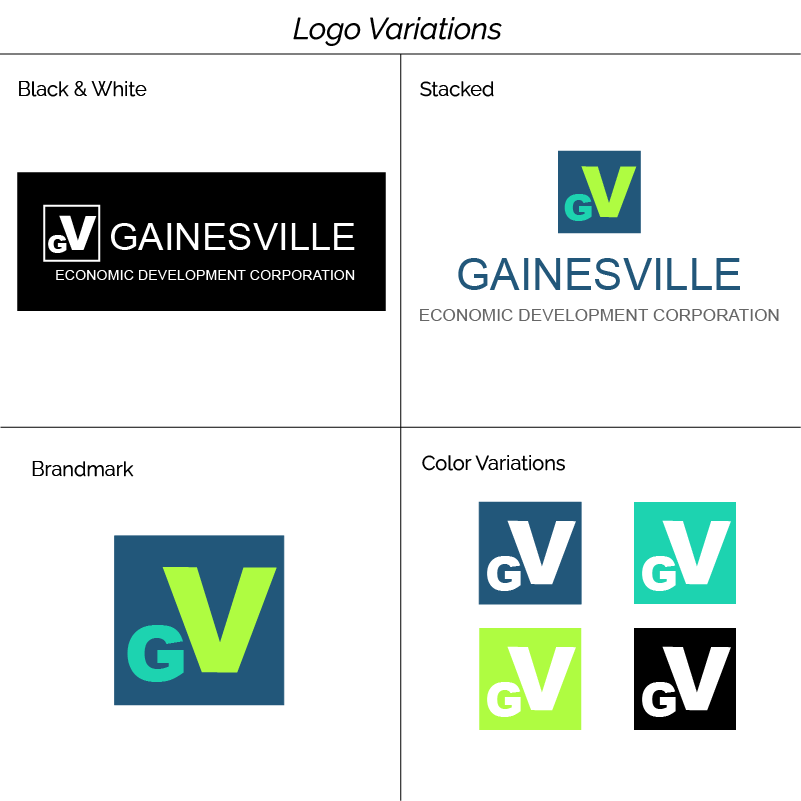 Logo Variations
Black & White
GV GAINESVILLE
ECONOMIC DEVELOPMENT CORPORATION
Stacked
GV
GAINESVILLE
ECONOMIC DEVELOPMENT CORPORATION
Brandmark
GV
Color Variations
GV GV
GV GV